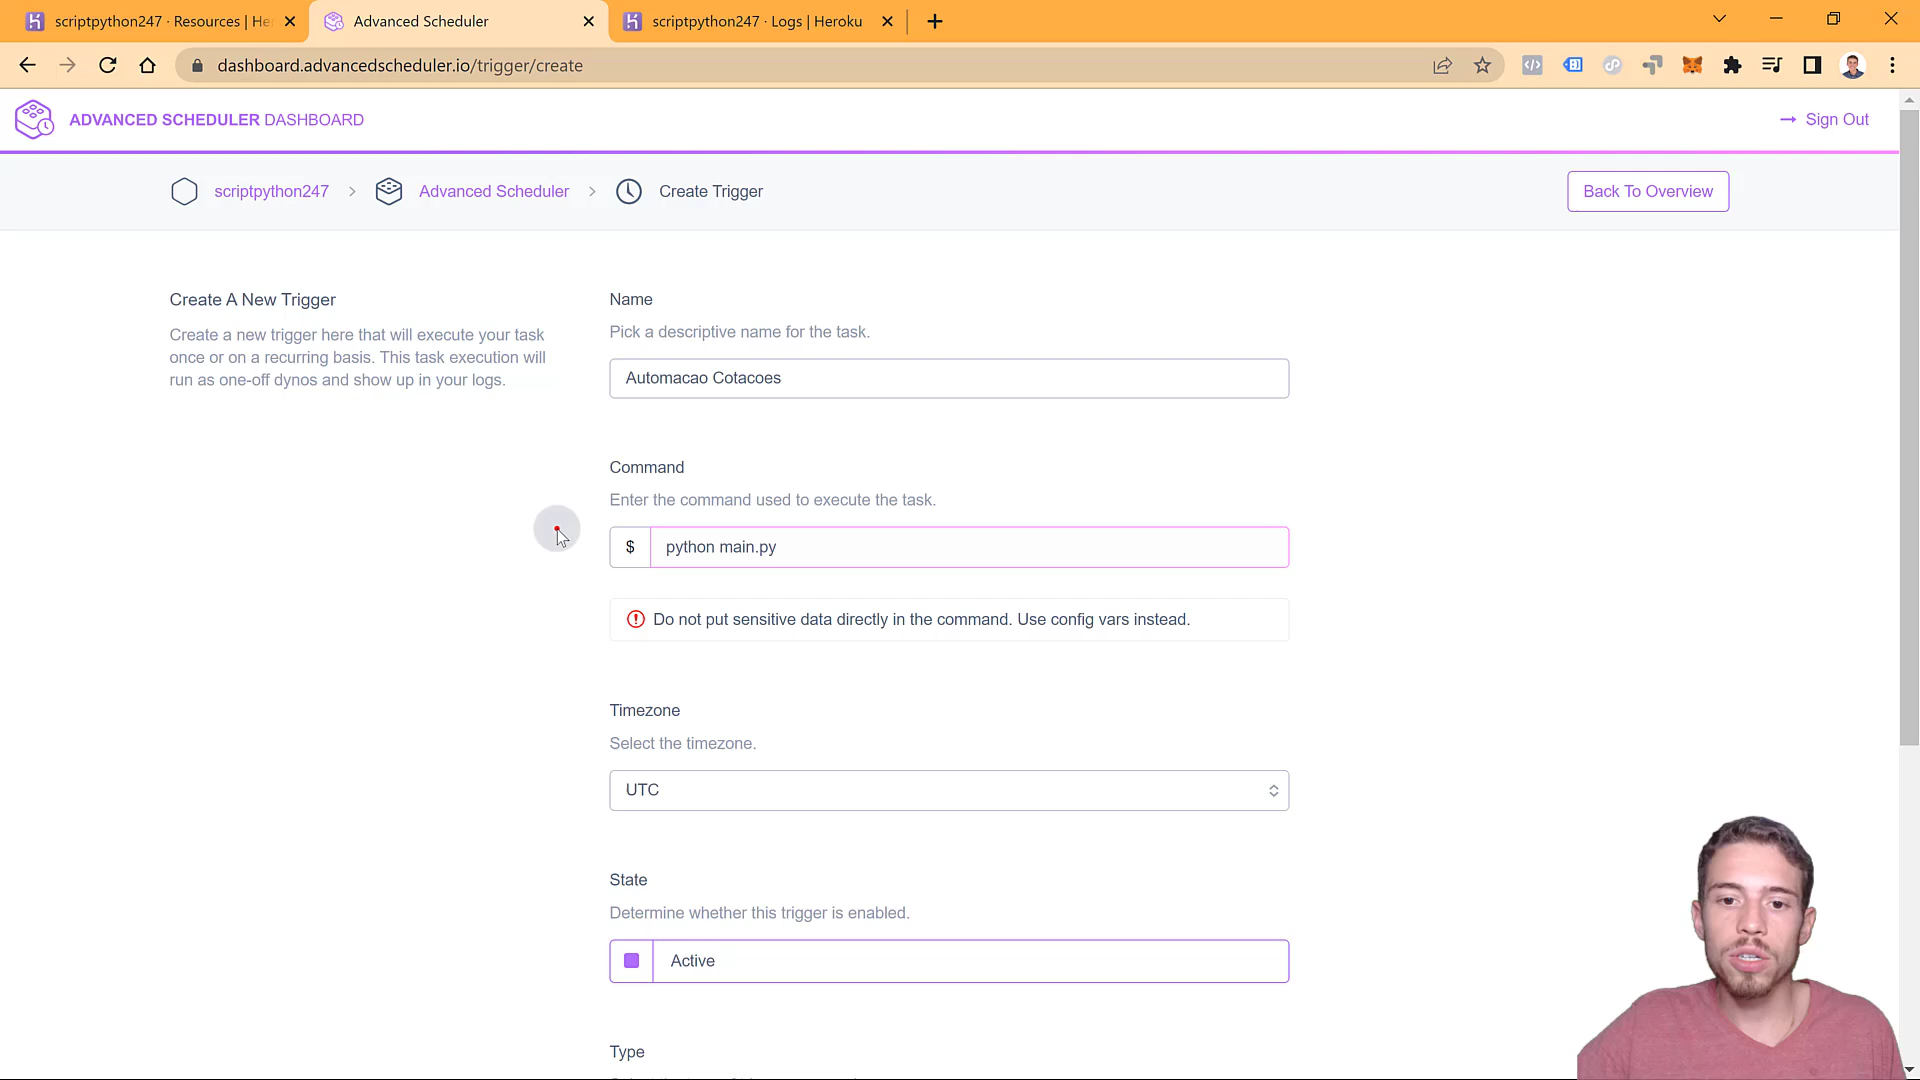 scriptpython247 · Resources | He
Advanced Scheduler
scriptpython247 · Logs | Heroku
dashboard.advancedscheduler.io/trigger/create
ADVANCED SCHEDULER DASHBOARD
→ Sign Out
scriptpython247 > Advanced Scheduler > Create Trigger
Back To Overview
Create A New Trigger
Create a new trigger here that will execute your task
once or on a recurring basis. This task execution will
run as one-off dynos and show up in your logs.
Name
Pick a descriptive name for the task.
Automacao Cotacoes
Command
Enter the command used to execute the task.
$ python main.py
Do not put sensitive data directly in the command. Use config vars instead.
Timezone
Select the timezone.
UTC
State
Determine whether this trigger is enabled.
Active
Type